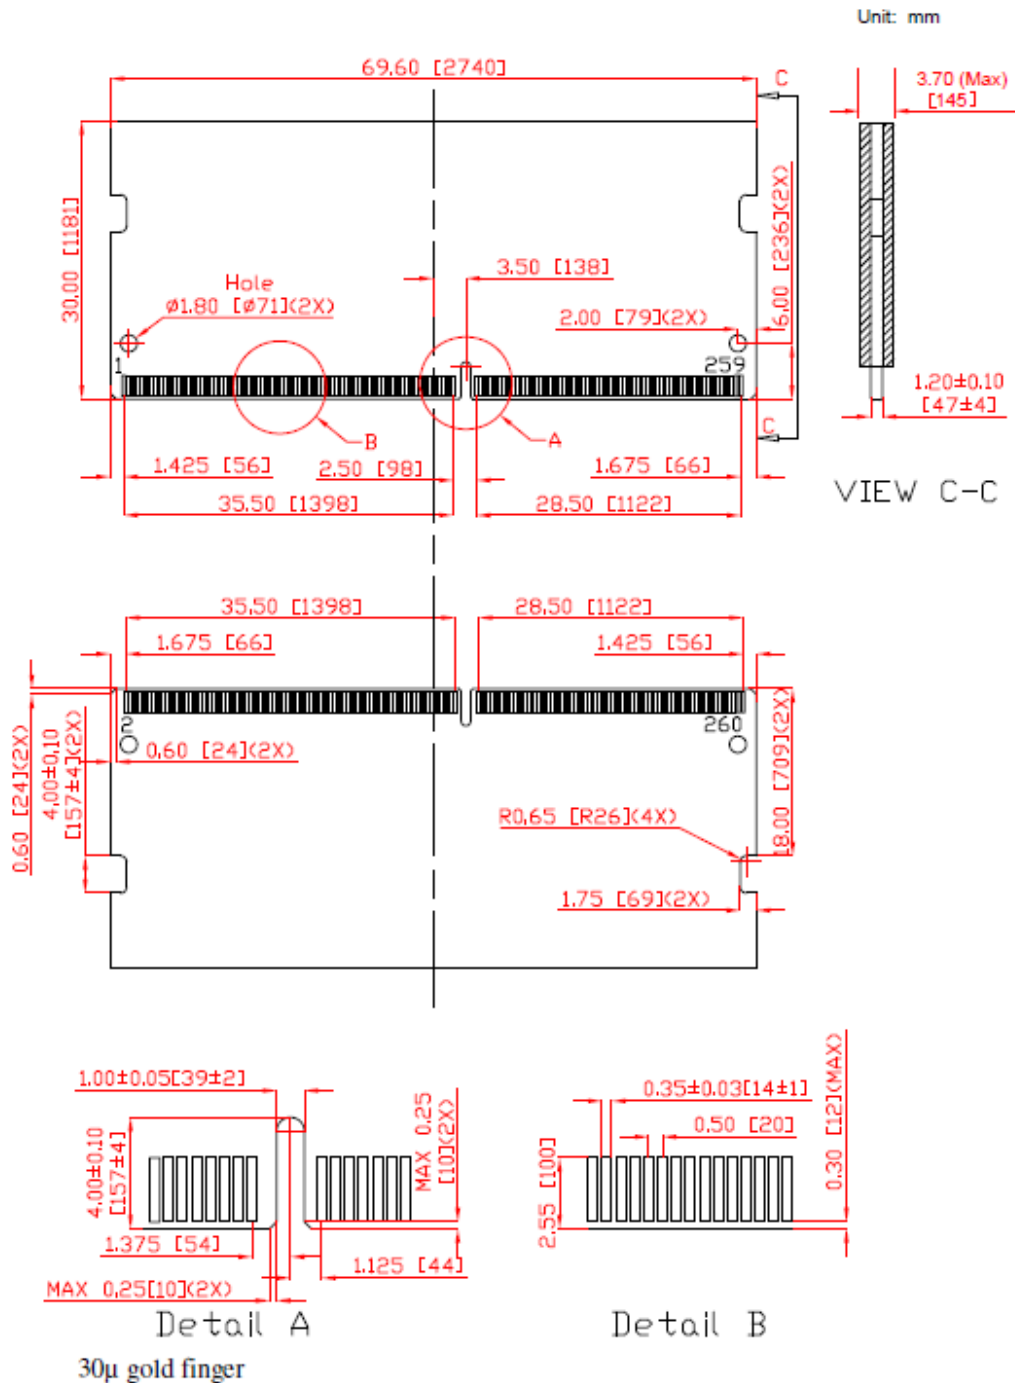 Unit: mm
69.60 [2740]
C
3.70 (Max)
[145]
30.00 [1181]
6.00 [236](2X)
3.50 [138]
Hole
ø1.80 [ø71](2X)
2.00 [79](2X)
1
259
1.20±0.10
[47±4]
B
A
C
1.425 [56]
2.50 [98]
1.675 [66]
35.50 [1398]
28.50 [1122]
VIEW C-C
35.50 [1398]
28.50 [1122]
1.675 [66]
1.425 [56]
2
260
0.60 [24](2X)
4.00±0.10
[157±4](2X)
0.60 [24](2X)
18.00 [709](2X)
R0.65 [R26](4X)
1.75 [69](2X)
1.00±0.05[39±2]
4.00±0.10
[157±4]
MAX 0.25
[10](2X)
1.375 [54]
1.125 [44]
MAX 0.25[10](2X)
Detail A
0.35±0.03[14±1]
0.50 [20]
0.30 [12](MAX)
2.55 [100]
Detail B
30µ gold finger